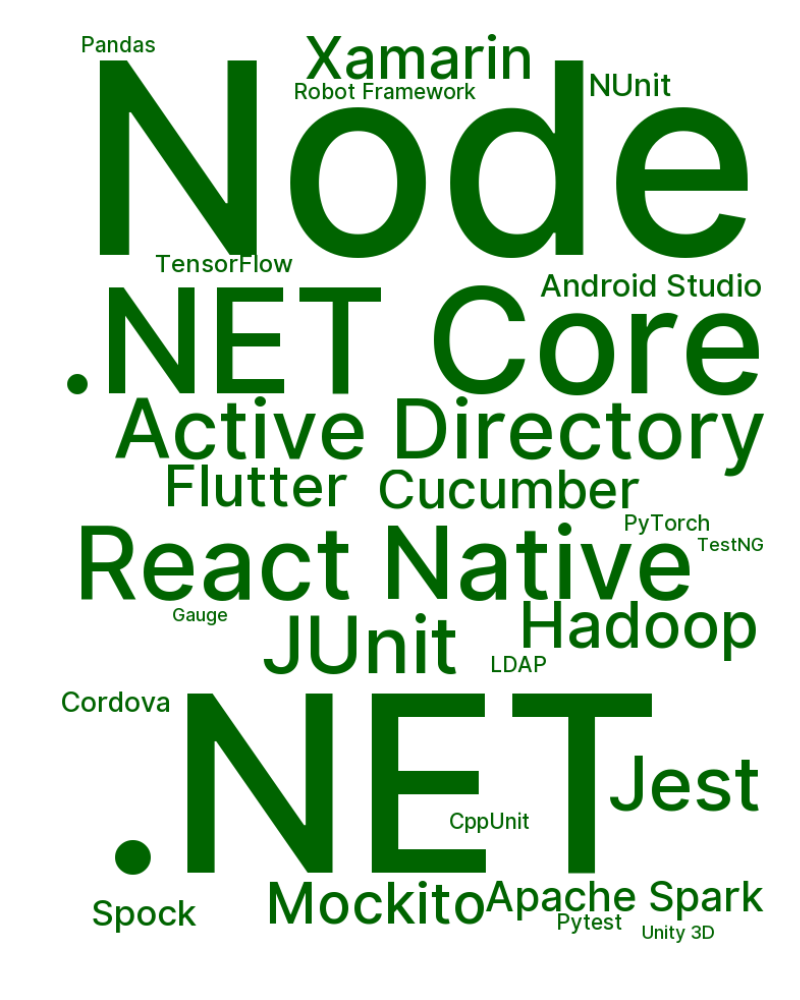 Pandas
Xamarin
Robot Framework
NUnit
Node
TensorFlow
Android Studio
.NET Core
Active Directory
Flutter
Cucumber
PyTorch
React Native
TestNG
Gauge
JUnit
Hadoop
LDAP
Cordova
.NET
Jest
CppUnit
Spock
Mockito
Apache Spark
Pytest
Unity 3D